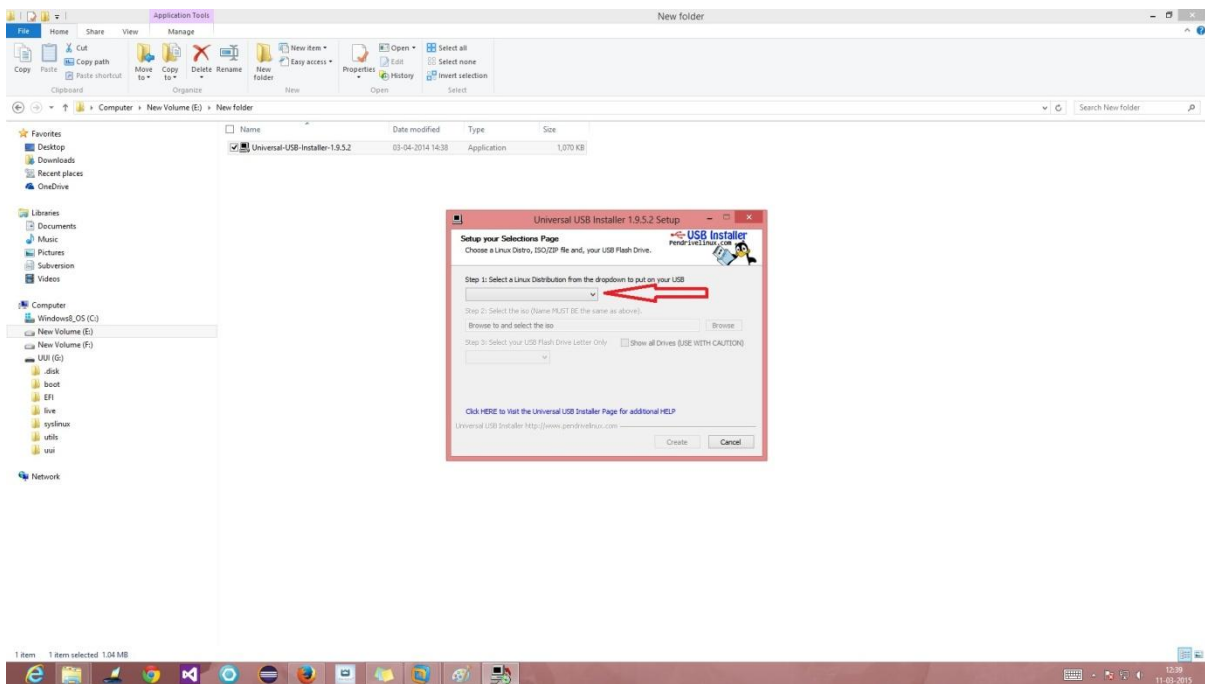 Application Tools
New folder
File Home Share View Manage
Copy
Paste
Cut
Copy path
Paste shortcut
Clipboard
Move to
Copy to
Delete
Rename
Organize
New folder
New item
Easy access
New
Properties
Open
Edit
History
Open
Select all
Select none
Invert selection
Select
Computer New Volume (E:) New folder
Search New folder
Favorites
Desktop
Downloads
Recent places
OneDrive
Libraries
Documents
Music
Pictures
Subversion
Videos
Computer
Windows8_OS (C:)
New Volume (E:)
New Volume (F:)
UUI (G:)
.disk
boot
EFI
live
syslinux
utils
uui
Network
Name Date modified Type Size
Universal-USB-Installer-1.9.5.2 03-04-2014 14:38 Application 1,070 KB
Universal USB Installer 1.9.5.2 Setup
Setup your Selections Page
Choose a Linux Distro, ISO/ZIP file and, your USB Flash Drive.
USB Installer
Pendrivelinux.com
Step 1: Select a Linux Distribution from the dropdown to put on your USB
Step 2: Select the iso (Name MUST BE the same as above).
Browse to and select the iso
Browse
Step 3: Select your USB Flash Drive Letter Only
Show all Drives (USE WITH CAUTION)
Click HERE to Visit the Universal USB Installer Page for additional HELP
Universal USB Installer http://www.pendrivelinux.com
Create
Cancel
1 item 1 item selected 1.04 MB
12:39
11-03-2015